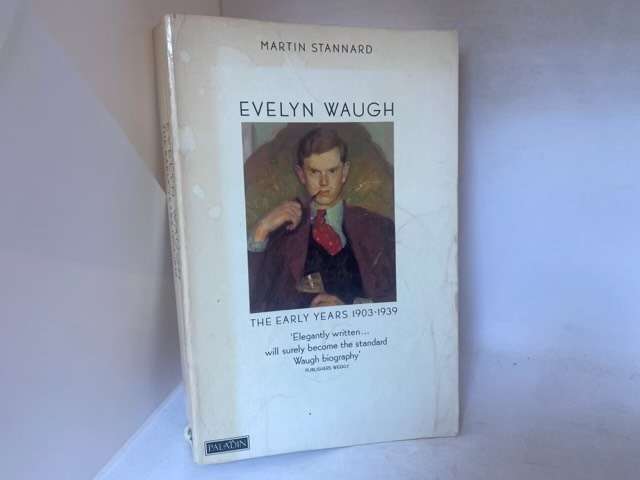 MARTIN STANNARD
EVELYN WAUGH
THE EARLY YEARS 1903-1939
'Elegantly written...
will surely become the standard
Waugh biography'
PUBLISHERS WEEKLY
PALADIN